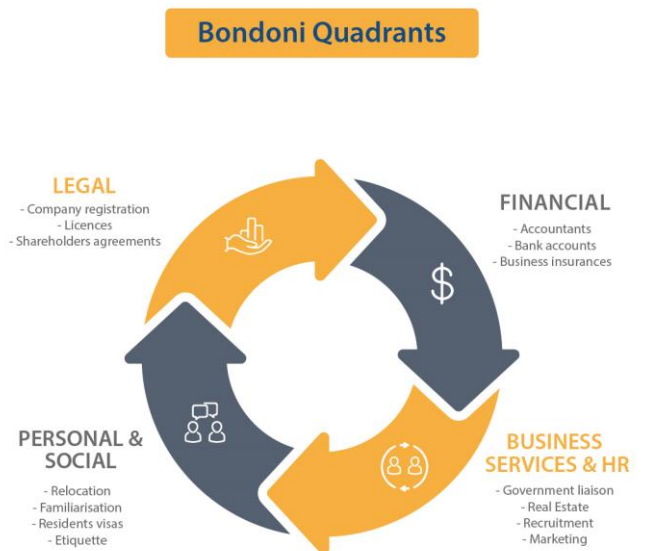 Bondoni Quadrants
LEGAL
- Company registration
- Licences
- Shareholders agreements
FINANCIAL
- Accountants
- Bank accounts
- Business insurances
$
PERSONAL &
SOCIAL
- Relocation
- Familiarisation
- Residents visas
- Etiquette
BUSINESS
SERVICES & HR
- Government liaison
- Real Estate
- Recruitment
- Marketing